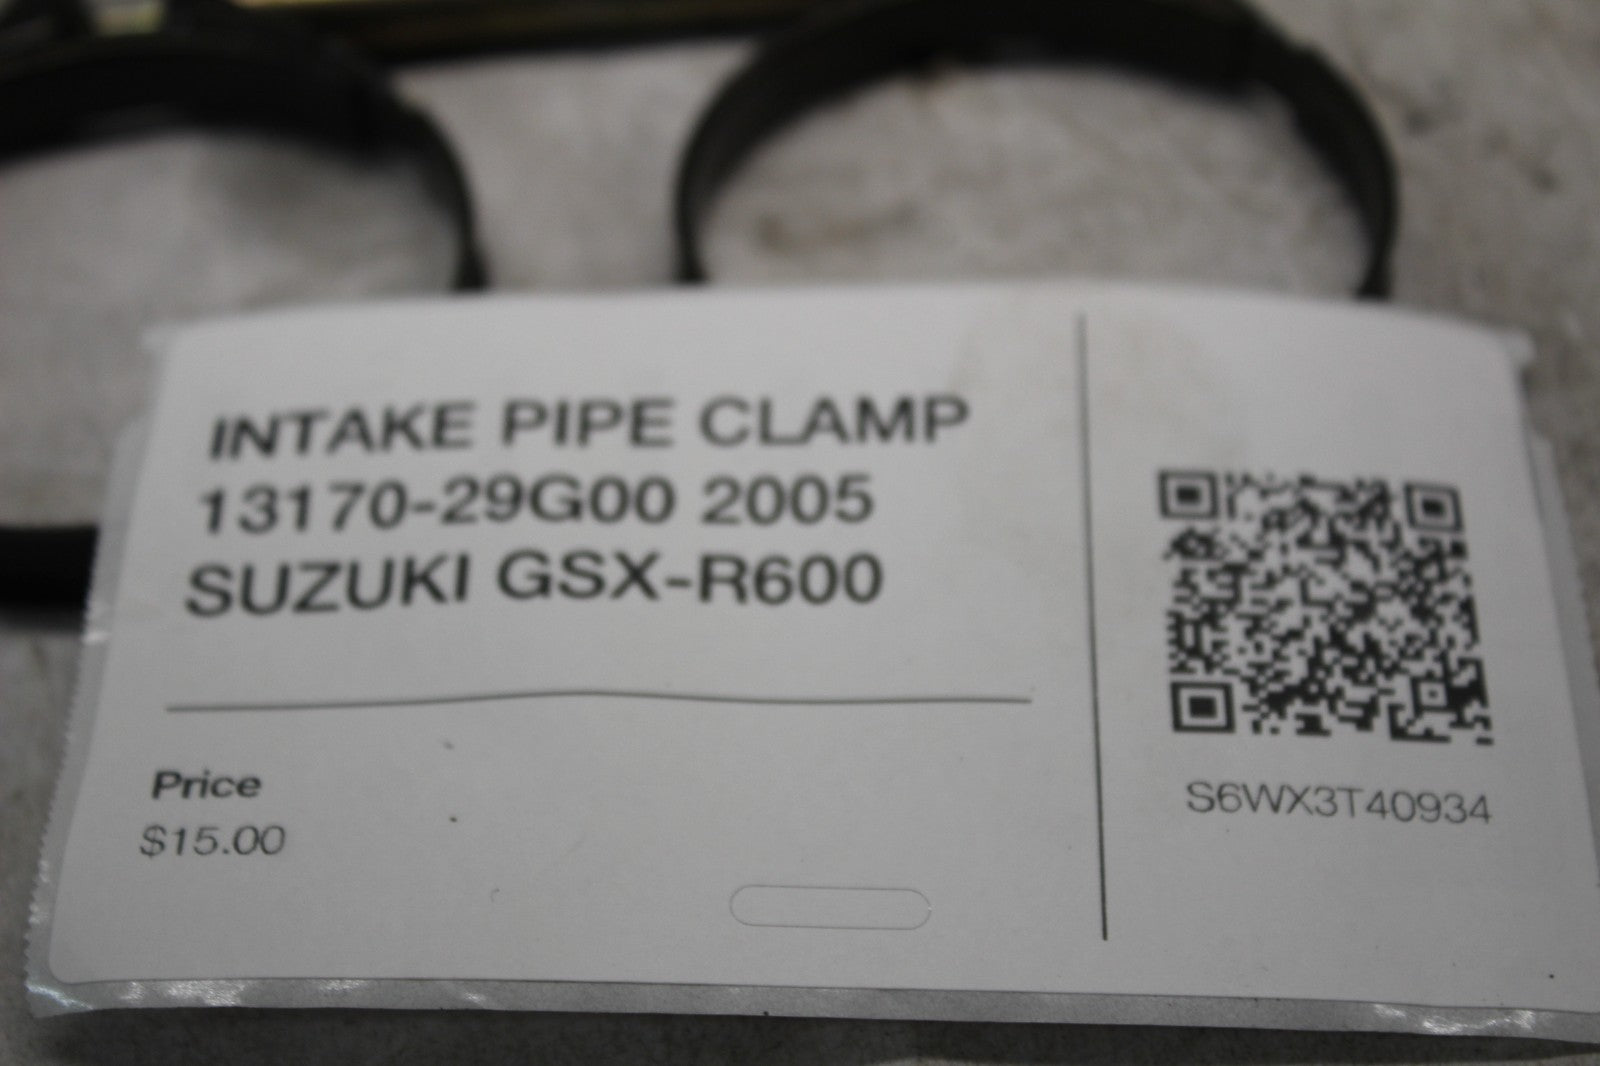 INTAKE PIPE CLAMP
13170-29G00 2005
SUZUKI GSX-R600
Price
$15.00
S6WX3T40934